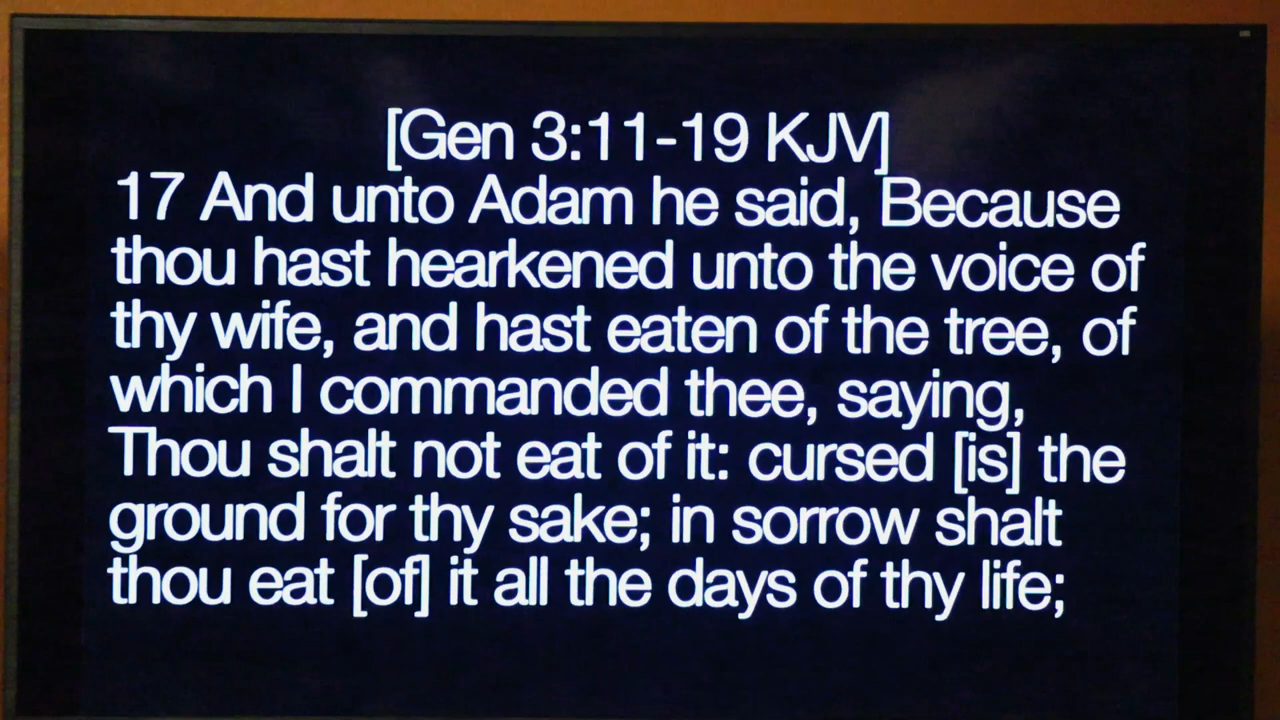 [Gen 3:11-19 KJV]
17 And unto Adam he said, Because
thou hast hearkened unto the voice of
thy wife, and hast eaten of the tree, of
which I commanded thee, saying,
Thou shalt not eat of it: cursed [is] the
ground for thy sake; in sorrow shalt
thou eat [of] it all the days of thy life;